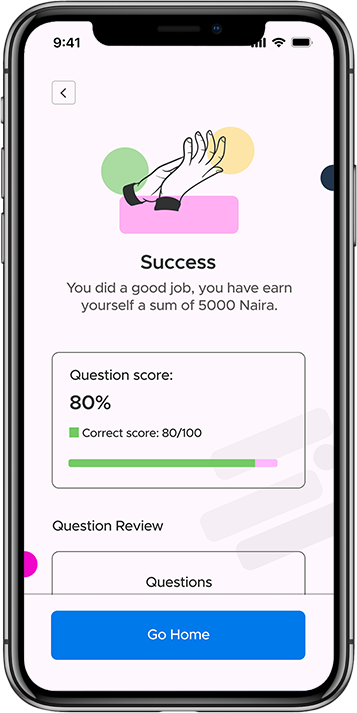 9:41
Success
You did a good job, you have earn
yourself a sum of 5000 Naira.
Question score:
80%
Correct score: 80/100
Question Review
Questions
Go Home